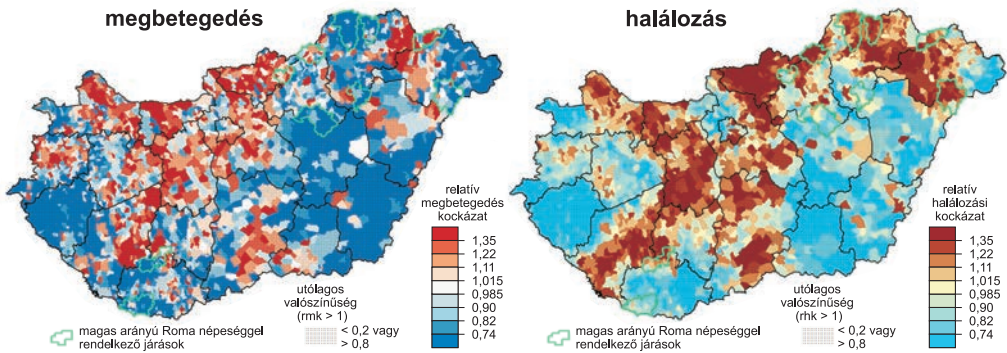 megbetegedés
relatív
megbetegedés
kockázat
1,35
1,22
1,11
1,015
0,985
0,90
0,82
0,74
utólagos
valószínűség
(rmk > 1)
< 0,2 vagy
> 0,8
magas arányú Roma népeséggel
rendelkező járások
halálozás
relatív
halálozási
kockázat
1,35
1,22
1,11
1,015
0,985
0,90
0,82
0,74
utólagos
valószínűség
(rhk > 1)
< 0,2 vagy
> 0,8
magas arányú Roma népeséggel
rendelkező járások